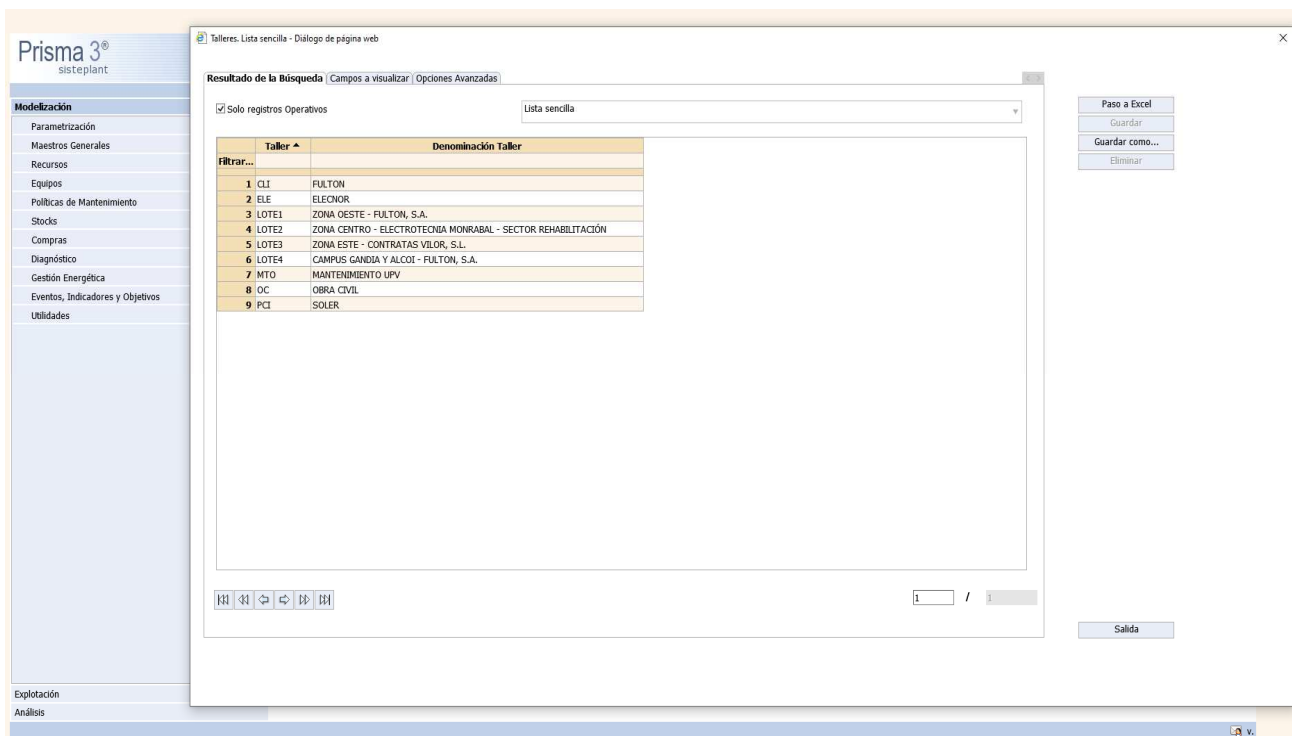 Talleres. Lista sencilla - Diálogo de página web
Prisma 3®
sisteplant
Modelización
Parametrización
Maestros Generales
Recursos
Equipos
Políticas de Mantenimiento
Stocks
Compras
Diagnóstico
Gestión Energética
Eventos, Indicadores y Objetivos
Utilidades
Explotación
Análisis
Resultado de la Búsqueda Campos a visualizar Opciones Avanzadas
Solo registros Operativos Lista sencilla
Taller Denominación Taller
Filtrar...
1 CLI FULTON
2 ELE ELECNOR
3 LOTE1 ZONA OESTE - FULTON, S.A.
4 LOTE2 ZONA CENTRO - ELECTROTECNIA MONRABAL - SECTOR REHABILITACIÓN
5 LOTE3 ZONA ESTE - CONTRATAS VILOR, S.L.
6 LOTE4 CAMPUS GANDIA Y ALCOI - FULTON, S.A.
7 MTO MANTENIMIENTO UPV
8 OC OBRA CIVIL
9 PCI SOLER
1 / 1
Paso a Excel
Guardar
Guardar como...
Eliminar
Salida
v.